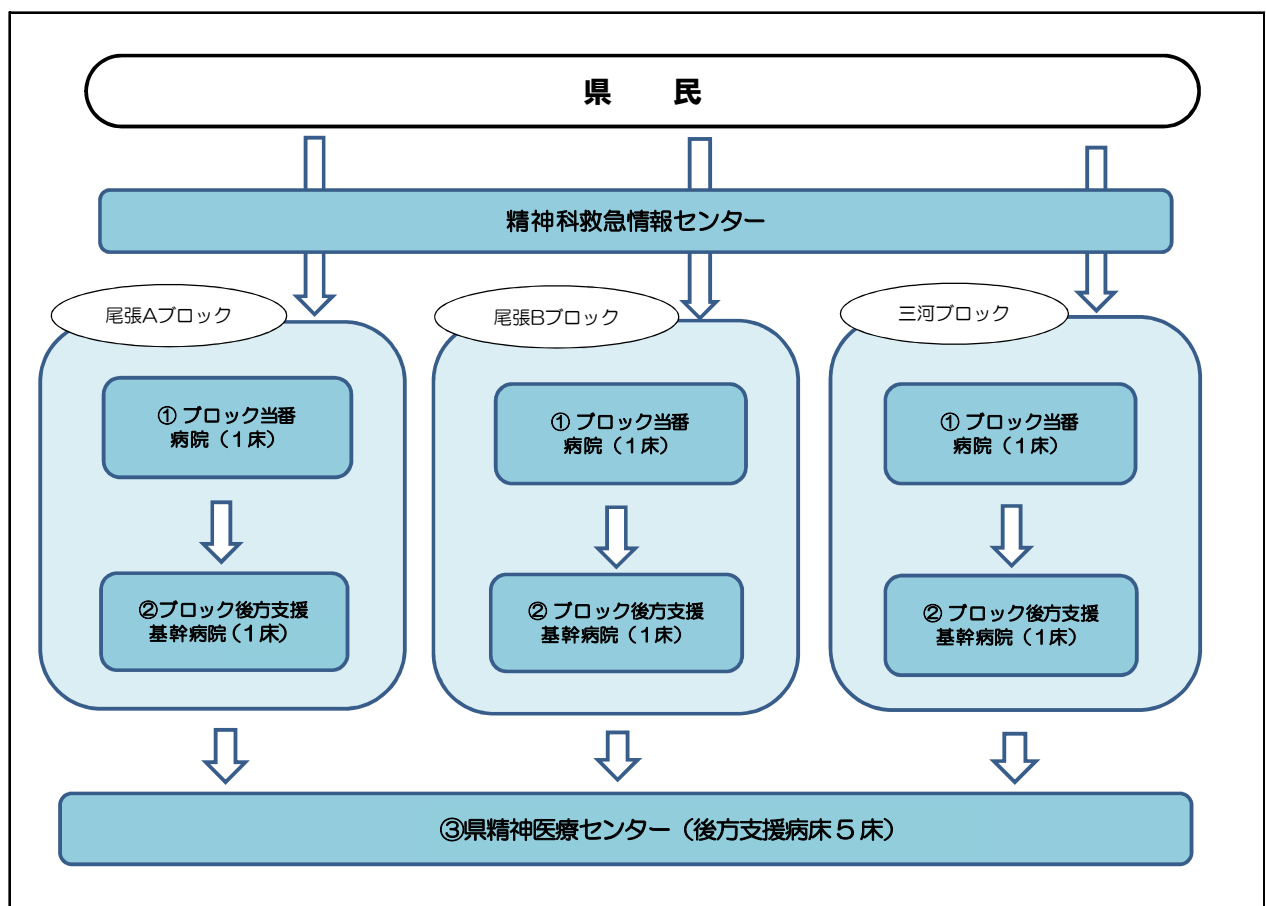 県　　民
精神科救急情報センター
尾張Aブロック
① ブロック当番
病院（１床）
②ブロック後方支援
基幹病院（１床）
尾張Bブロック
① ブロック当番
病院（１床）
② ブロック後方支援
基幹病院（１床）
三河ブロック
① ブロック当番
病院（１床）
② ブロック後方支援
基幹病院（１床）
③県精神医療センター（後方支援病床５床）